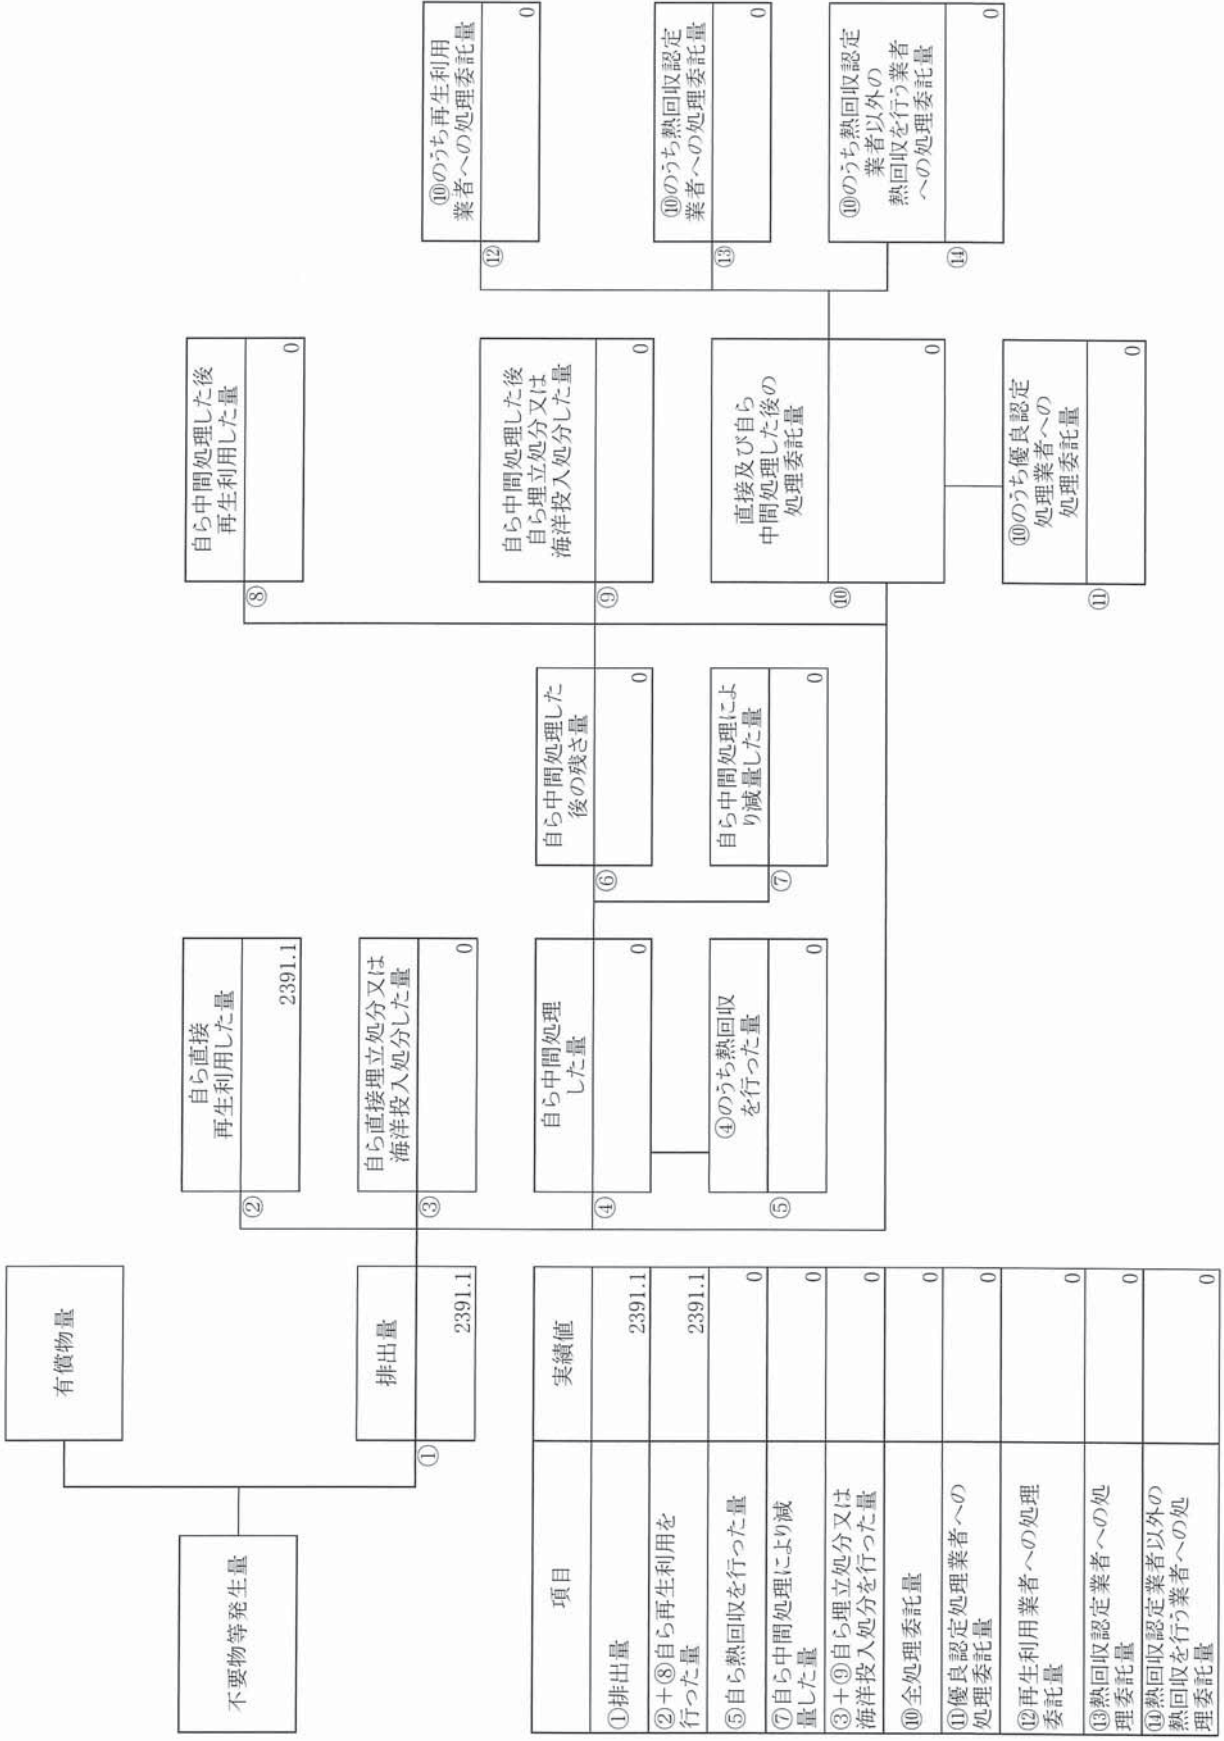 不要物等発生量
有償物量
排出量
①
2391.1
自ら直接
再生利用した量
②
2391.1
自ら直接埋立処分又は
海洋投入処分した量
③
0
自ら中間処理
した量
④
0
④のうち熱回収
を行った量
⑤
0
自ら中間処理した
後の残さ量
⑥
0
自ら中間処理によ
り減量した量
⑦
0
自ら中間処理した後
再生利用した量
⑧
0
自ら中間処理した後
自ら埋立処分又は
海洋投入処分した量
⑨
0
直接及び自ら
中間処理した後の
処理委託量
⑩
0
⑩のうち優良認定
処理業者への
処理委託量
⑪
0
⑩のうち再生利用
業者への処理委託量
⑫
0
⑩のうち熱回収認定
業者への処理委託量
⑬
0
⑩のうち熱回収認定
業者以外の
熱回収を行う業者
への処理委託量
⑭
0
項目 実績値
①排出量 2391.1
②+⑧自ら再生利用を
行った量 2391.1
⑤自ら熱回収を行った量 0
⑦自ら中間処理により減
量した量 0
③+⑨自ら埋立処分又は
海洋投入処分を行った量 0
⑩全処理委託量 0
⑪優良認定処理業者への
処理委託量 0
⑫再生利用業者への処理
委託量 0
⑬熱回収認定業者への処
理委託量 0
⑭熱回収認定業者以外の
熱回収を行う業者への処
理委託量 0